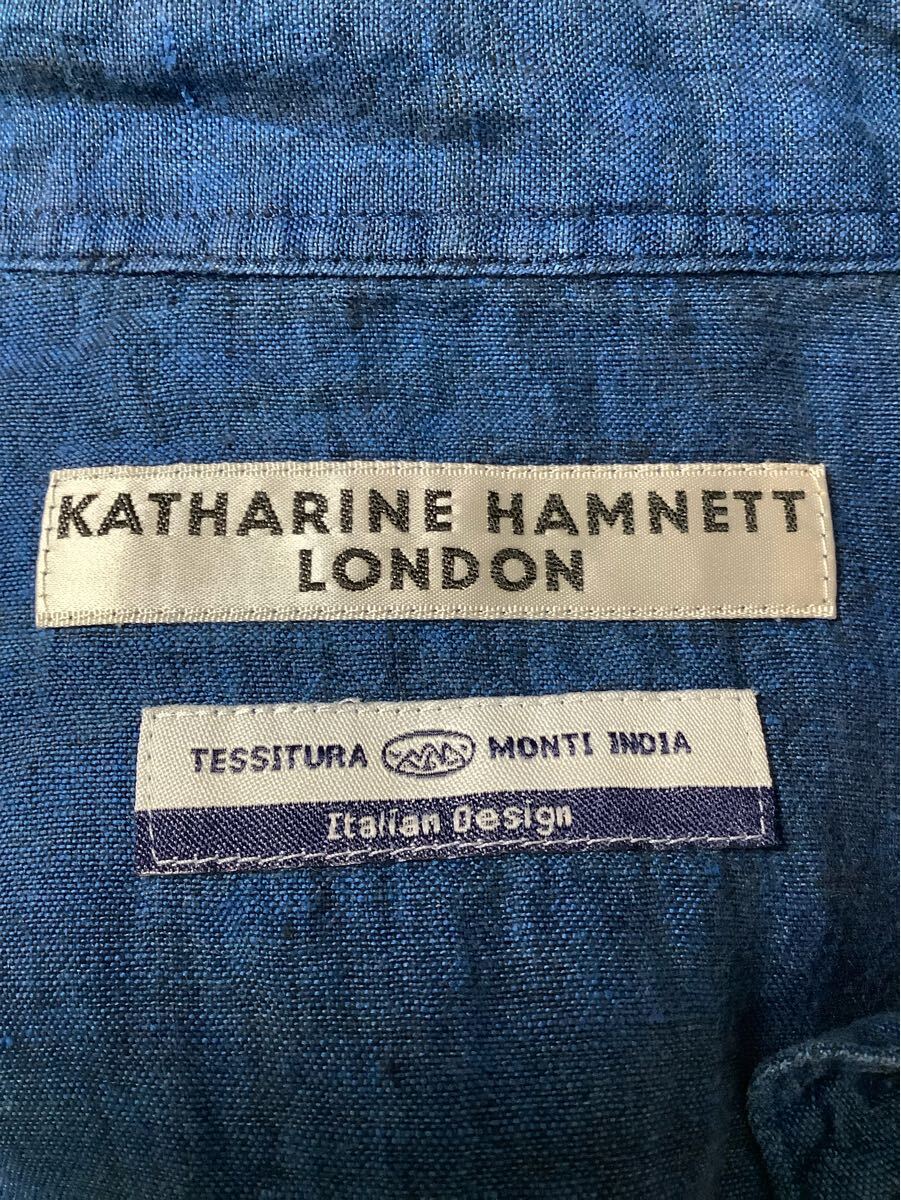 KATHARINE HAMNETT
LONDON
TESSITURA MONTI INDIA
Italian Design